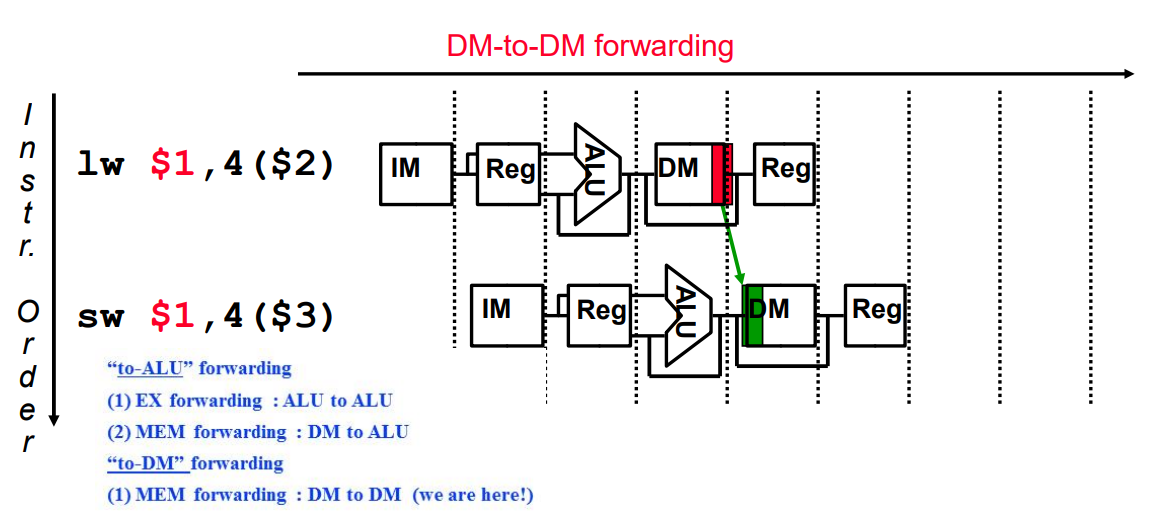 DM-to-DM forwarding
Instr. Order
lw $1,4($2)
IM Reg ALU DM Reg
sw $1,4($3)
IM Reg ALU DM Reg
“to-ALU” forwarding
(1) EX forwarding : ALU to ALU
(2) MEM forwarding : DM to ALU
“to-DM” forwarding
(1) MEM forwarding : DM to DM (we are here!)